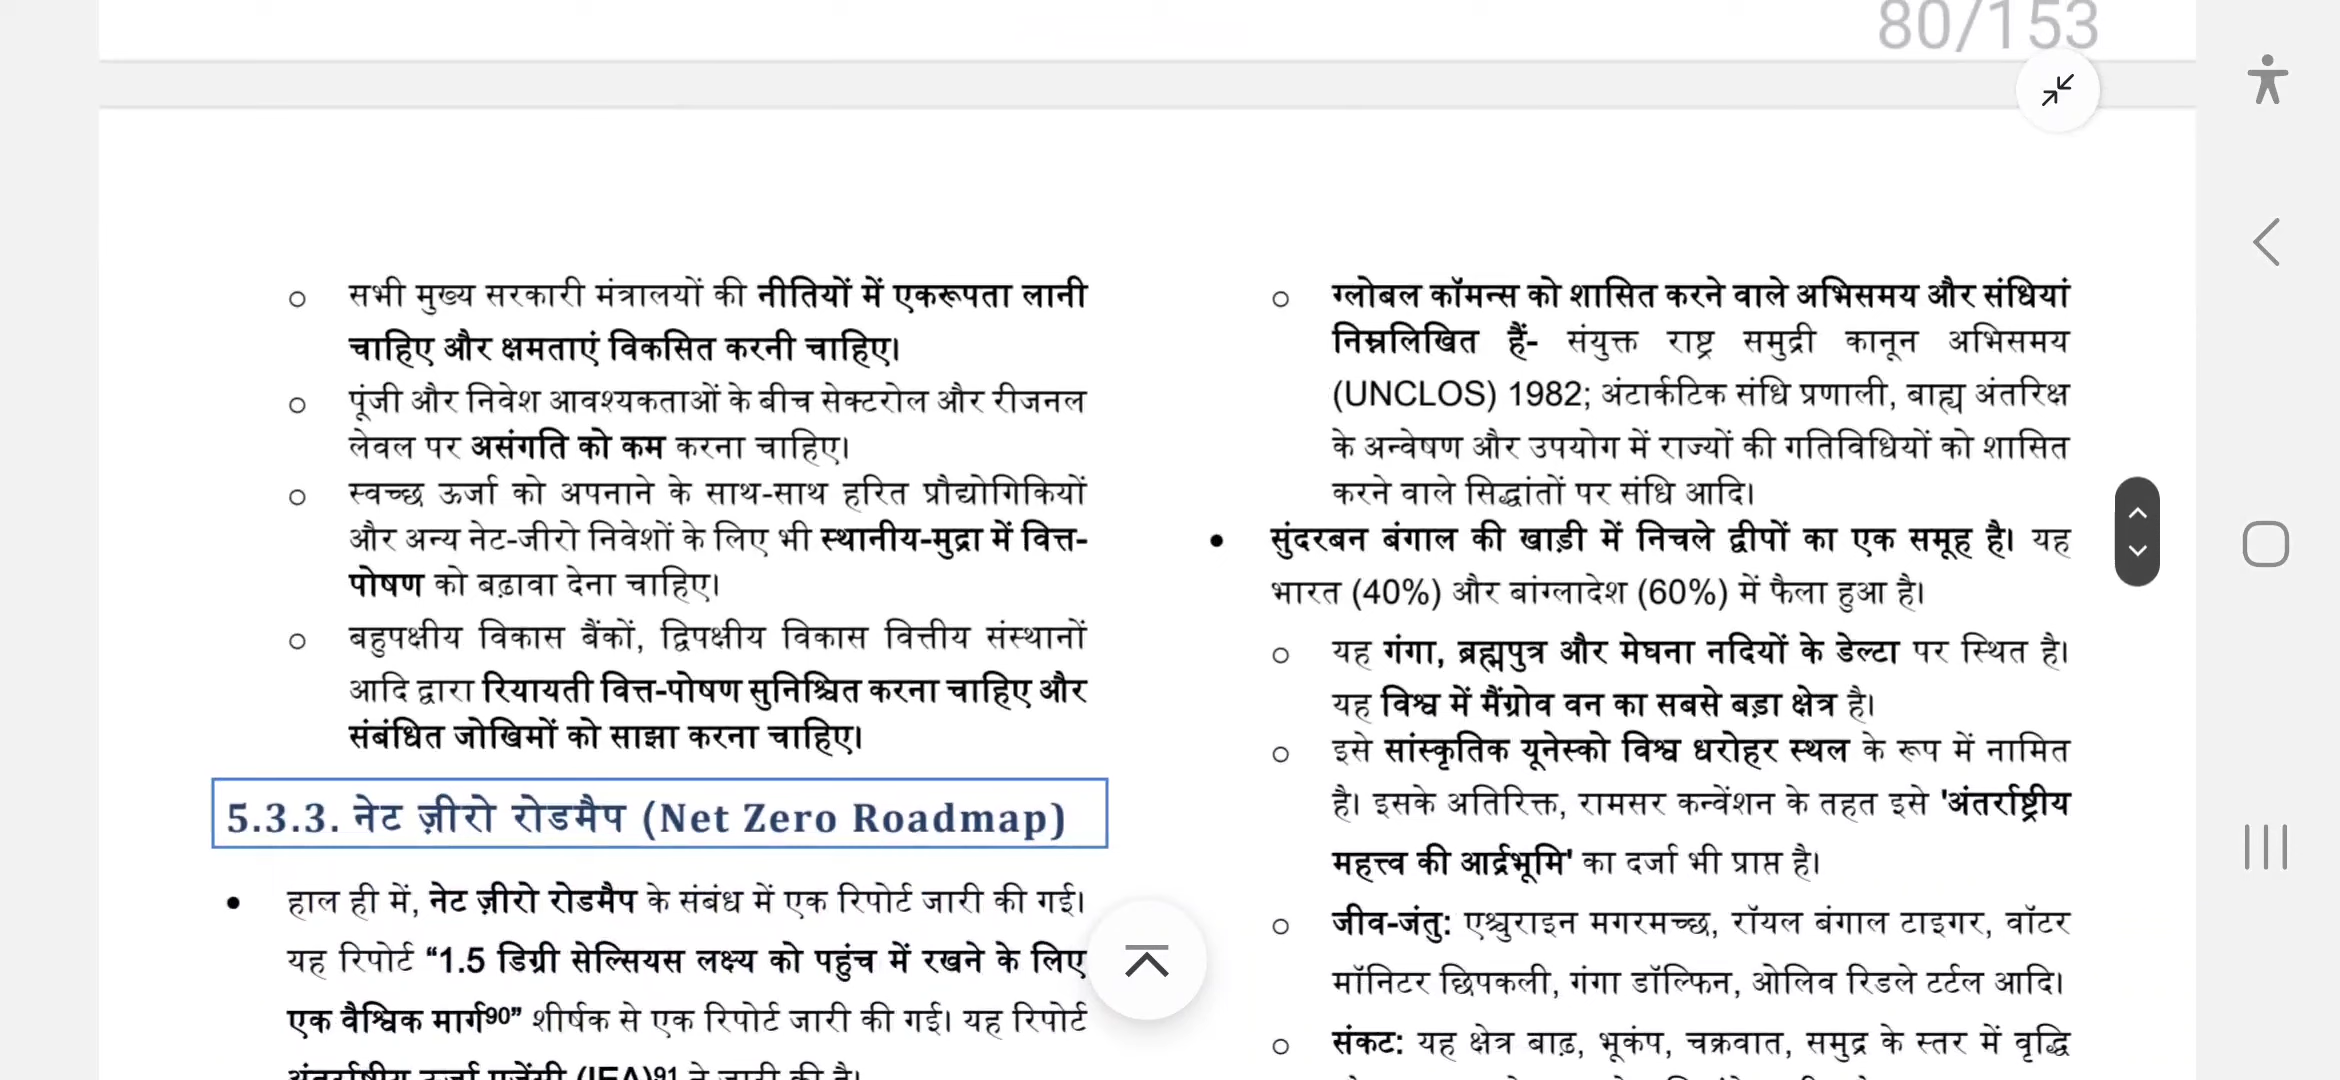 80/153
सभी मुख्य सरकारी मंत्रालयों की नीतियों में एकरूपता लानी
चाहिए और क्षमताएं विकसित करनी चाहिए।
पूंजी और निवेश आवश्यकताओं के बीच सेक्टरोल और रीजनल
लेवल पर असंगति को कम करना चाहिए।
स्वच्छ ऊर्जा को अपनाने के साथ-साथ हरित प्रौद्योगिकियों
और अन्य नेट-जीरो निवेशों के लिए भी स्थानीय-मुद्रा में वित्त-
पोषण को बढ़ावा देना चाहिए।
बहुपक्षीय विकास बैंकों, द्विपक्षीय विकास वित्तीय संस्थानों
आदि द्वारा रियायती वित्त-पोषण सुनिश्चित करना चाहिए और
संबंधित जोखिमों को साझा करना चाहिए।
5.3.3. नेट ज़ीरो रोडमैप (Net Zero Roadmap)
हाल ही में, नेट ज़ीरो रोडमैप के संबंध में एक रिपोर्ट जारी की गई।
यह रिपोर्ट “1.5 डिग्री सेल्सियस लक्ष्य को पहुंच में रखने के लिए
एक वैश्विक मार्ग90” शीर्षक से एक रिपोर्ट जारी की गई। यह रिपोर्ट
अंतर्राष्ट्रीय ऊर्जा एजेंसी (IEA)91 ने जारी की है।
ग्लोबल कॉमन्स को शासित करने वाले अभिसमय और संधियां
निम्नलिखित हैं- संयुक्त राष्ट्र समुद्री कानून अभिसमय
(UNCLOS) 1982; अंटार्कटिक संधि प्रणाली, बाह्य अंतरिक्ष
के अन्वेषण और उपयोग में राज्यों की गतिविधियों को शासित
करने वाले सिद्धांतों पर संधि आदि।
सुंदरबन बंगाल की खाड़ी में निचले द्वीपों का एक समूह है। यह
भारत (40%) और बांग्लादेश (60%) में फैला हुआ है।
यह गंगा, ब्रह्मपुत्र और मेघना नदियों के डेल्टा पर स्थित है।
यह विश्व में मैंग्रोव वन का सबसे बड़ा क्षेत्र है।
इसे सांस्कृतिक यूनेस्को विश्व धरोहर स्थल के रूप में नामित
है। इसके अतिरिक्त, रामसर कन्वेंशन के तहत इसे 'अंतर्राष्ट्रीय
महत्त्व की आर्द्रभूमि' का दर्जा भी प्राप्त है।
जीव-जंतु: एश्चुराइन मगरमच्छ, रॉयल बंगाल टाइगर, वॉटर
मॉनिटर छिपकली, गंगा डॉल्फिन, ओलिव रिडले टर्टल आदि।
संकट: यह क्षेत्र बाढ़, भूकंप, चक्रवात, समुद्र के स्तर में वृद्धि